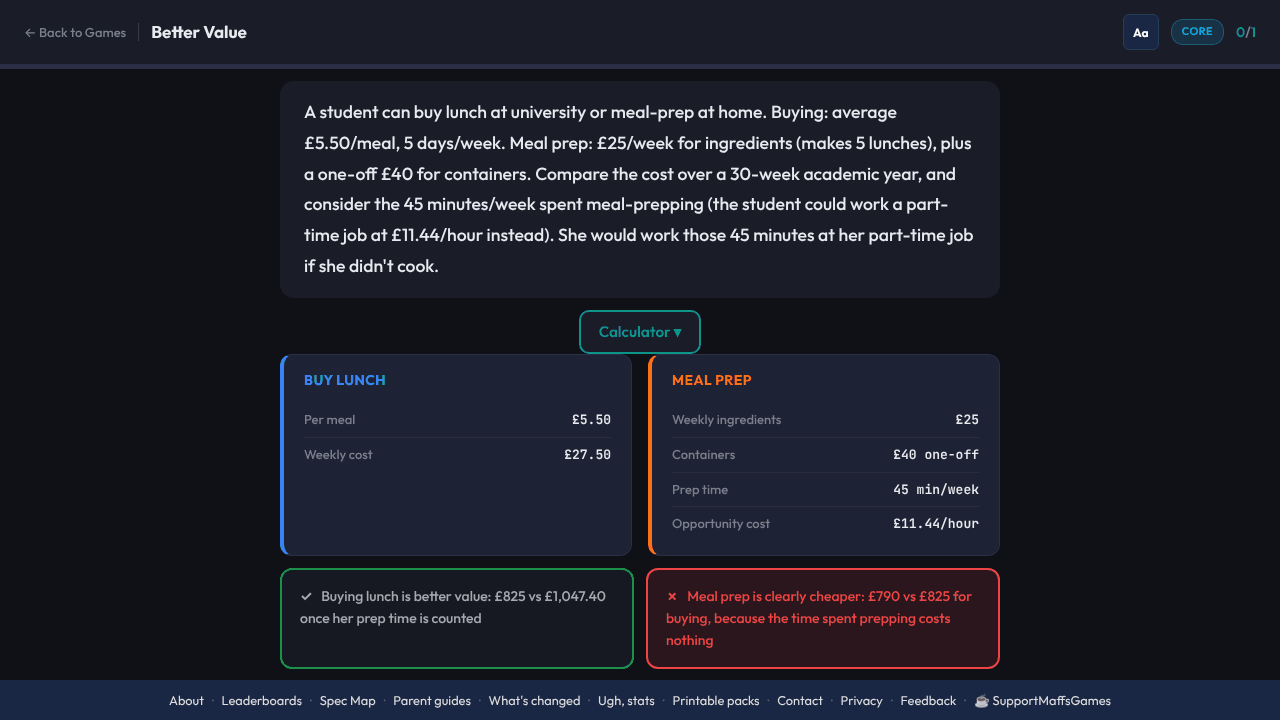 ← Back to Games
Better Value
Aa
CORE
0/1
A student can buy lunch at university or meal-prep at home. Buying: average
£5.50/meal, 5 days/week. Meal prep: £25/week for ingredients (makes 5 lunches), plus
a one-off £40 for containers. Compare the cost over a 30-week academic year, and
consider the 45 minutes/week spent meal-prepping (the student could work a part-
time job at £11.44/hour instead). She would work those 45 minutes at her part-time job
if she didn't cook.
Calculator ▼
BUY LUNCH
Per meal £5.50
Weekly cost £27.50
MEAL PREP
Weekly ingredients £25
Containers £40 one-off
Prep time 45 min/week
Opportunity cost £11.44/hour
✓ Buying lunch is better value: £825 vs £1,047.40
once her prep time is counted
✕ Meal prep is clearly cheaper: £790 vs £825 for
buying, because the time spent prepping costs
nothing
About · Leaderboards · Spec Map · Parent guides · What's changed · Ugh, stats · Printable packs · Contact · Privacy · Feedback · ☕ SupportMaffsGames